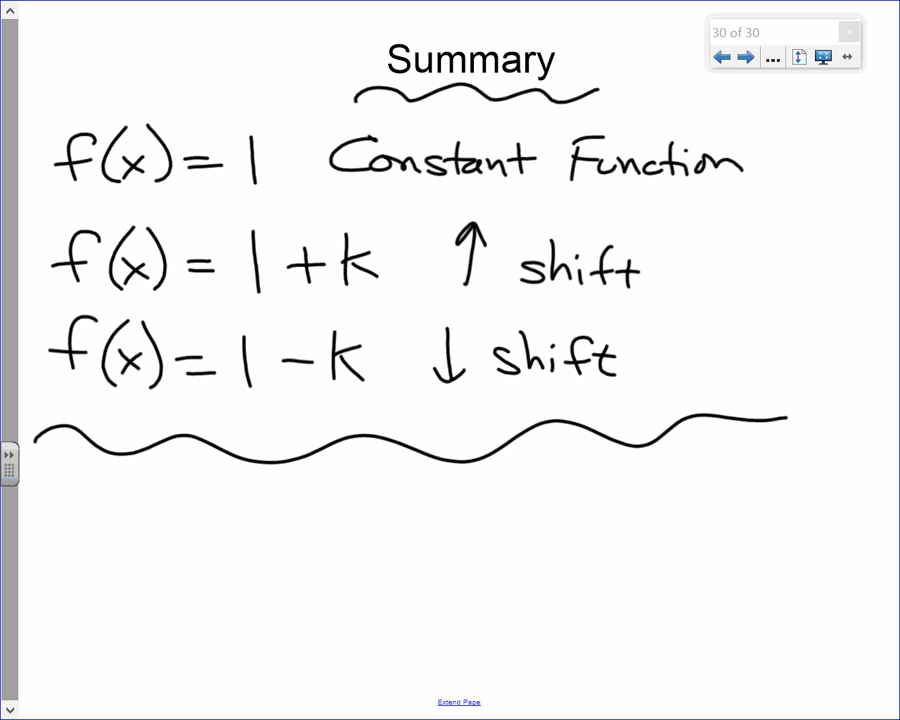 30 of 30
Summary
f(x) = 1 Constant Function
f(x) = 1 + k ↑ shift
f(x) = 1 - k ↓ shift
Extend Page